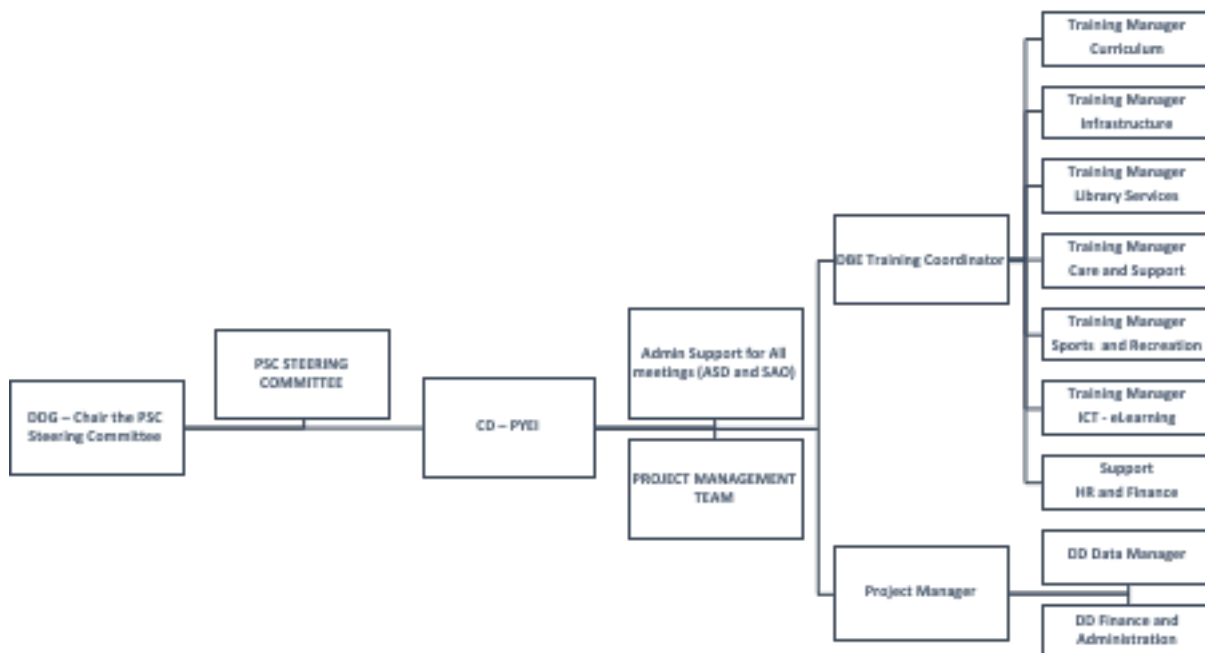 DDG – Chair the PSC
Steering Committee
PSC STEERING
COMMITTEE
CD – PYEI
Admin Support for All
meetings (ASD and SAO)
PROJECT MANAGEMENT
TEAM
DBE Training Coordinator
Project Manager
Training Manager
Curriculum
Training Manager
Infrastructure
Training Manager
Library Services
Training Manager
Care and Support
Training Manager
Sports and Recreation
Training Manager
ICT - eLearning
Support
HR and Finance
DD Data Manager
DD Finance and
Administration